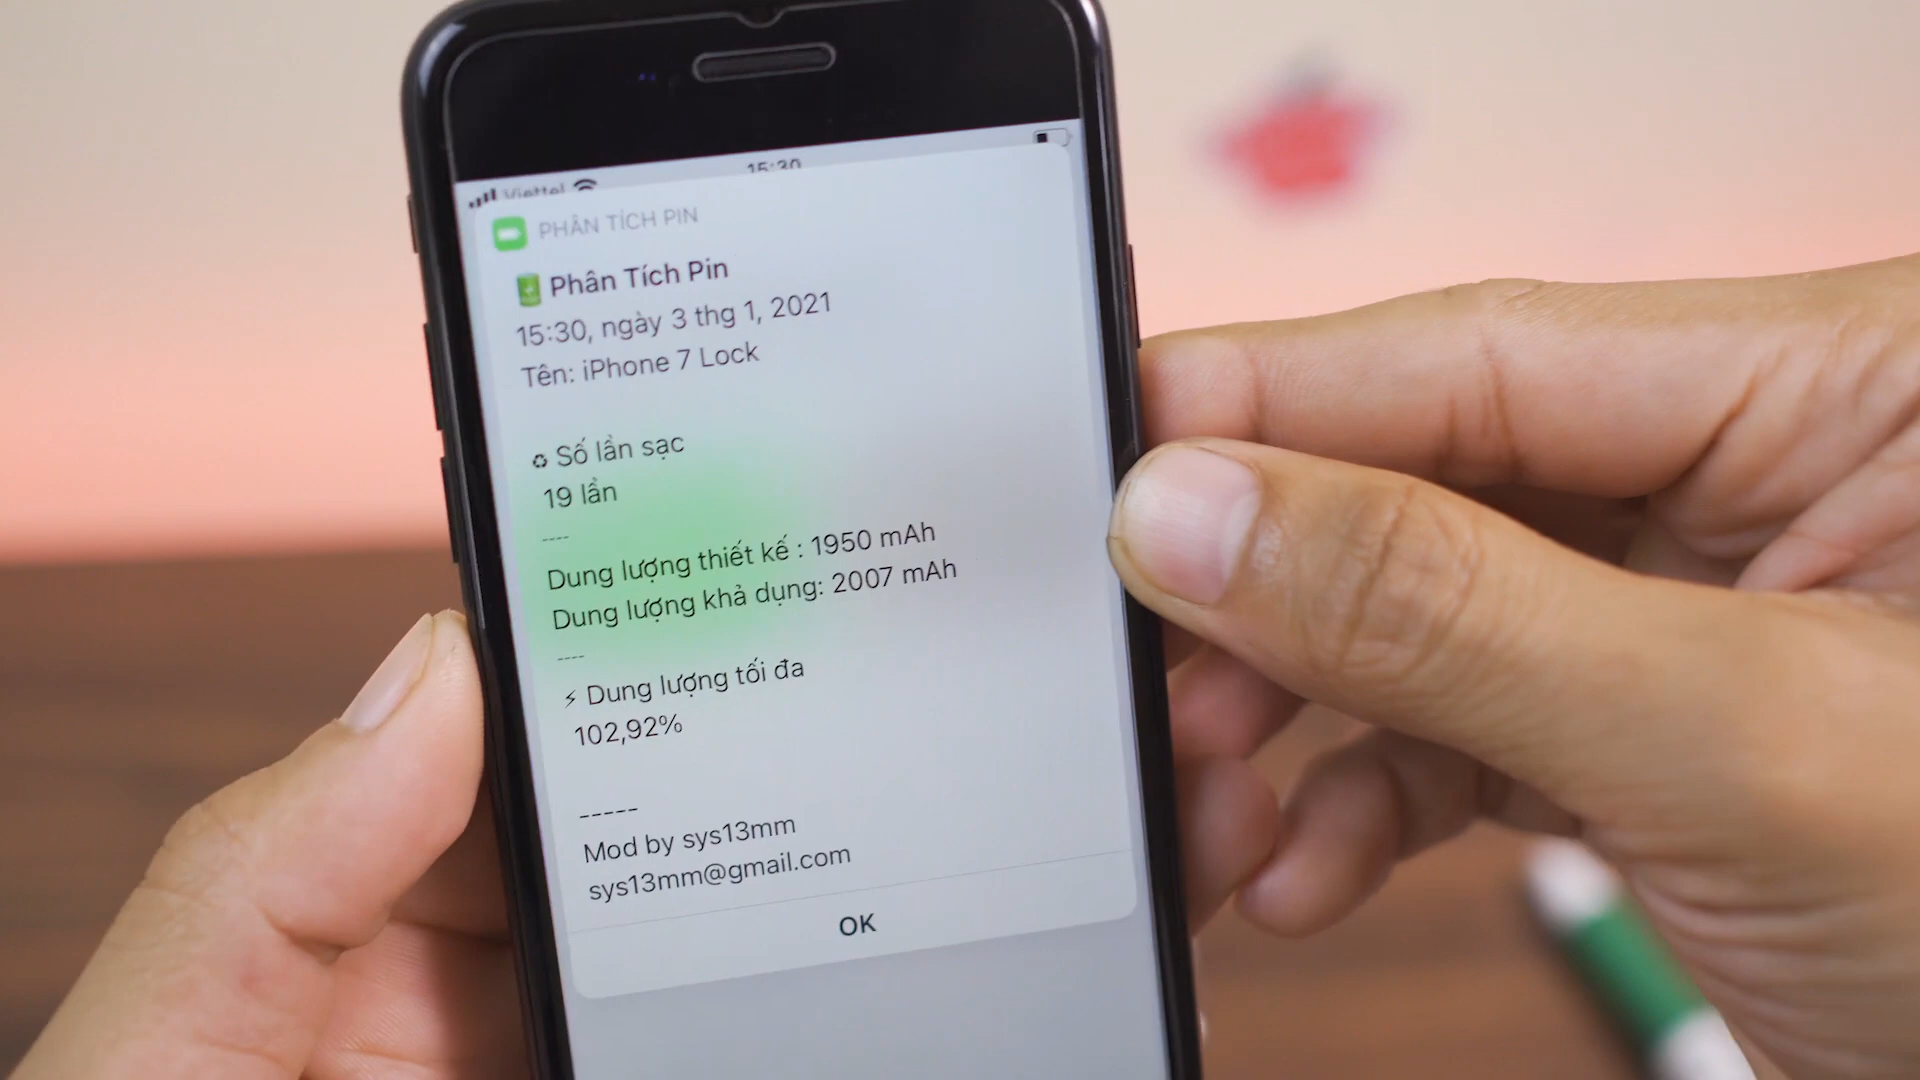 Viettel
15:30
PHÂN TÍCH PIN
Phân Tích Pin
15:30, ngày 3 thg 1, 2021
Tên: iPhone 7 Lock
Số lần sạc
19 lần
----
Dung lượng thiết kế : 1950 mAh
Dung lượng khả dụng: 2007 mAh
----
Dung lượng tối đa
102,92%
-----
Mod by sys13mm
sys13mm@gmail.com
OK